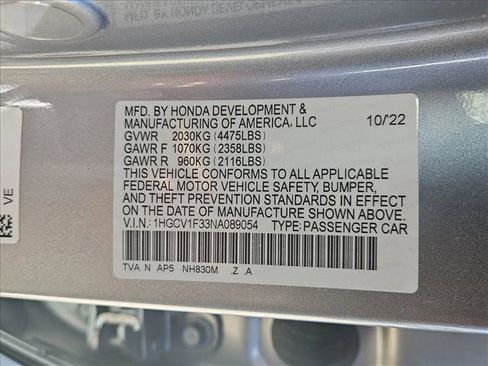 MFD. BY HONDA DEVELOPMENT &
MANUFACTURING OF AMERICA, LLC 10/22
GVWR 2030KG (4475LBS)
GAWR F 1070KG (2358LBS)
GAWR R 960KG (2116LBS)
THIS VEHICLE CONFORMS TO ALL APPLICABLE
FEDERAL MOTOR VEHICLE SAFETY, BUMPER,
AND THEFT PREVENTION STANDARDS IN EFFECT
ON THE DATE OF MANUFACTURE SHOWN ABOVE.
V.I.N.: 1HGCV1F33NA089054 TYPE: PASSENGER CAR
TVA N AP5 NH830M .Z .A
VE